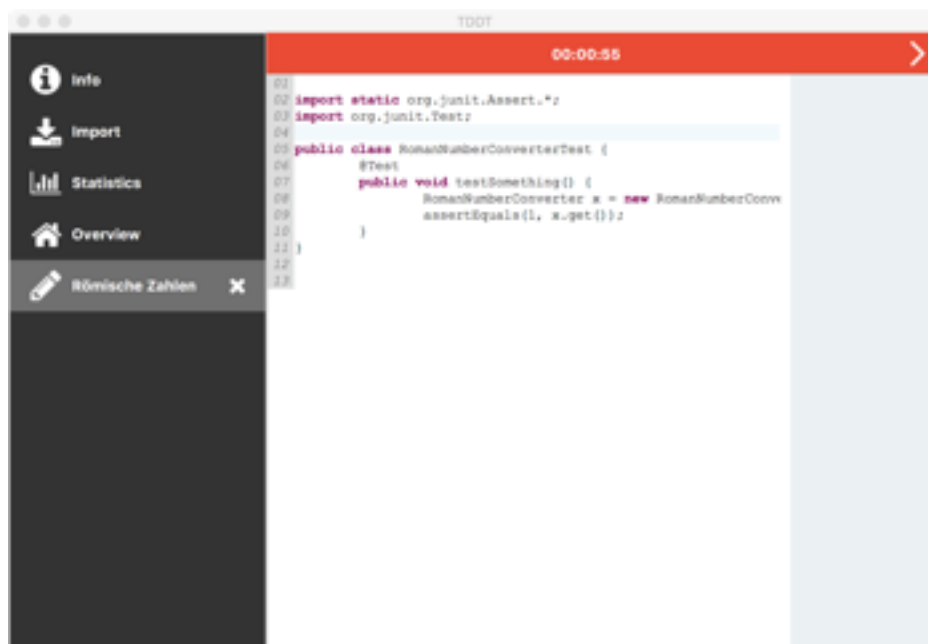 TDDT
Info
Import
Statistics
Overview
Römische Zahlen
00:00:55
01
02 import static org.junit.Assert.*;
03 import org.junit.Test;
04
05 public class RomanNumberConverterTest {
06 @Test
07 public void testSomething() {
08 RomanNumberConverter x = new RomanNumberConve
09 assertEquals(1, x.get());
10 }
11 }
12
13